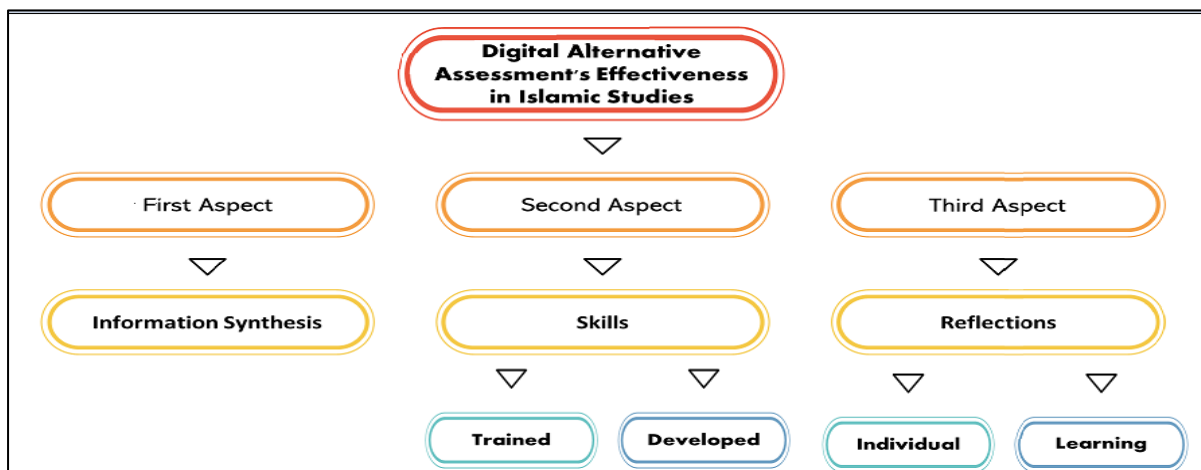 Digital Alternative
Assessment's Effectiveness
in Islamic Studies
First Aspect
Second Aspect
Third Aspect
Information Synthesis
Skills
Reflections
Trained
Developed
Individual
Learning